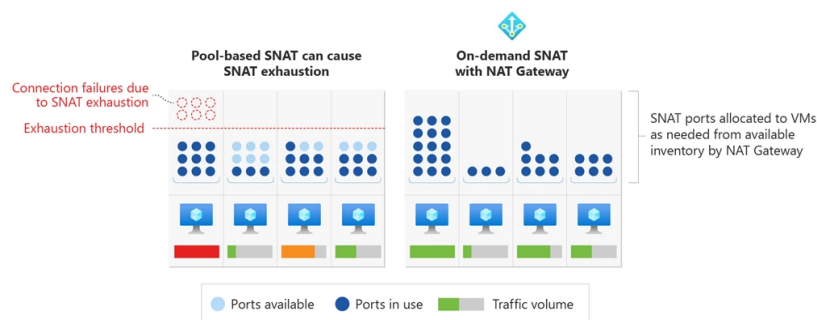 Pool-based SNAT can cause
SNAT exhaustion
On-demand SNAT
with NAT Gateway
Connection failures due
to SNAT exhaustion
Exhaustion threshold
SNAT ports allocated to VMs
as needed from available
inventory by NAT Gateway
Ports available
Ports in use
Traffic volume